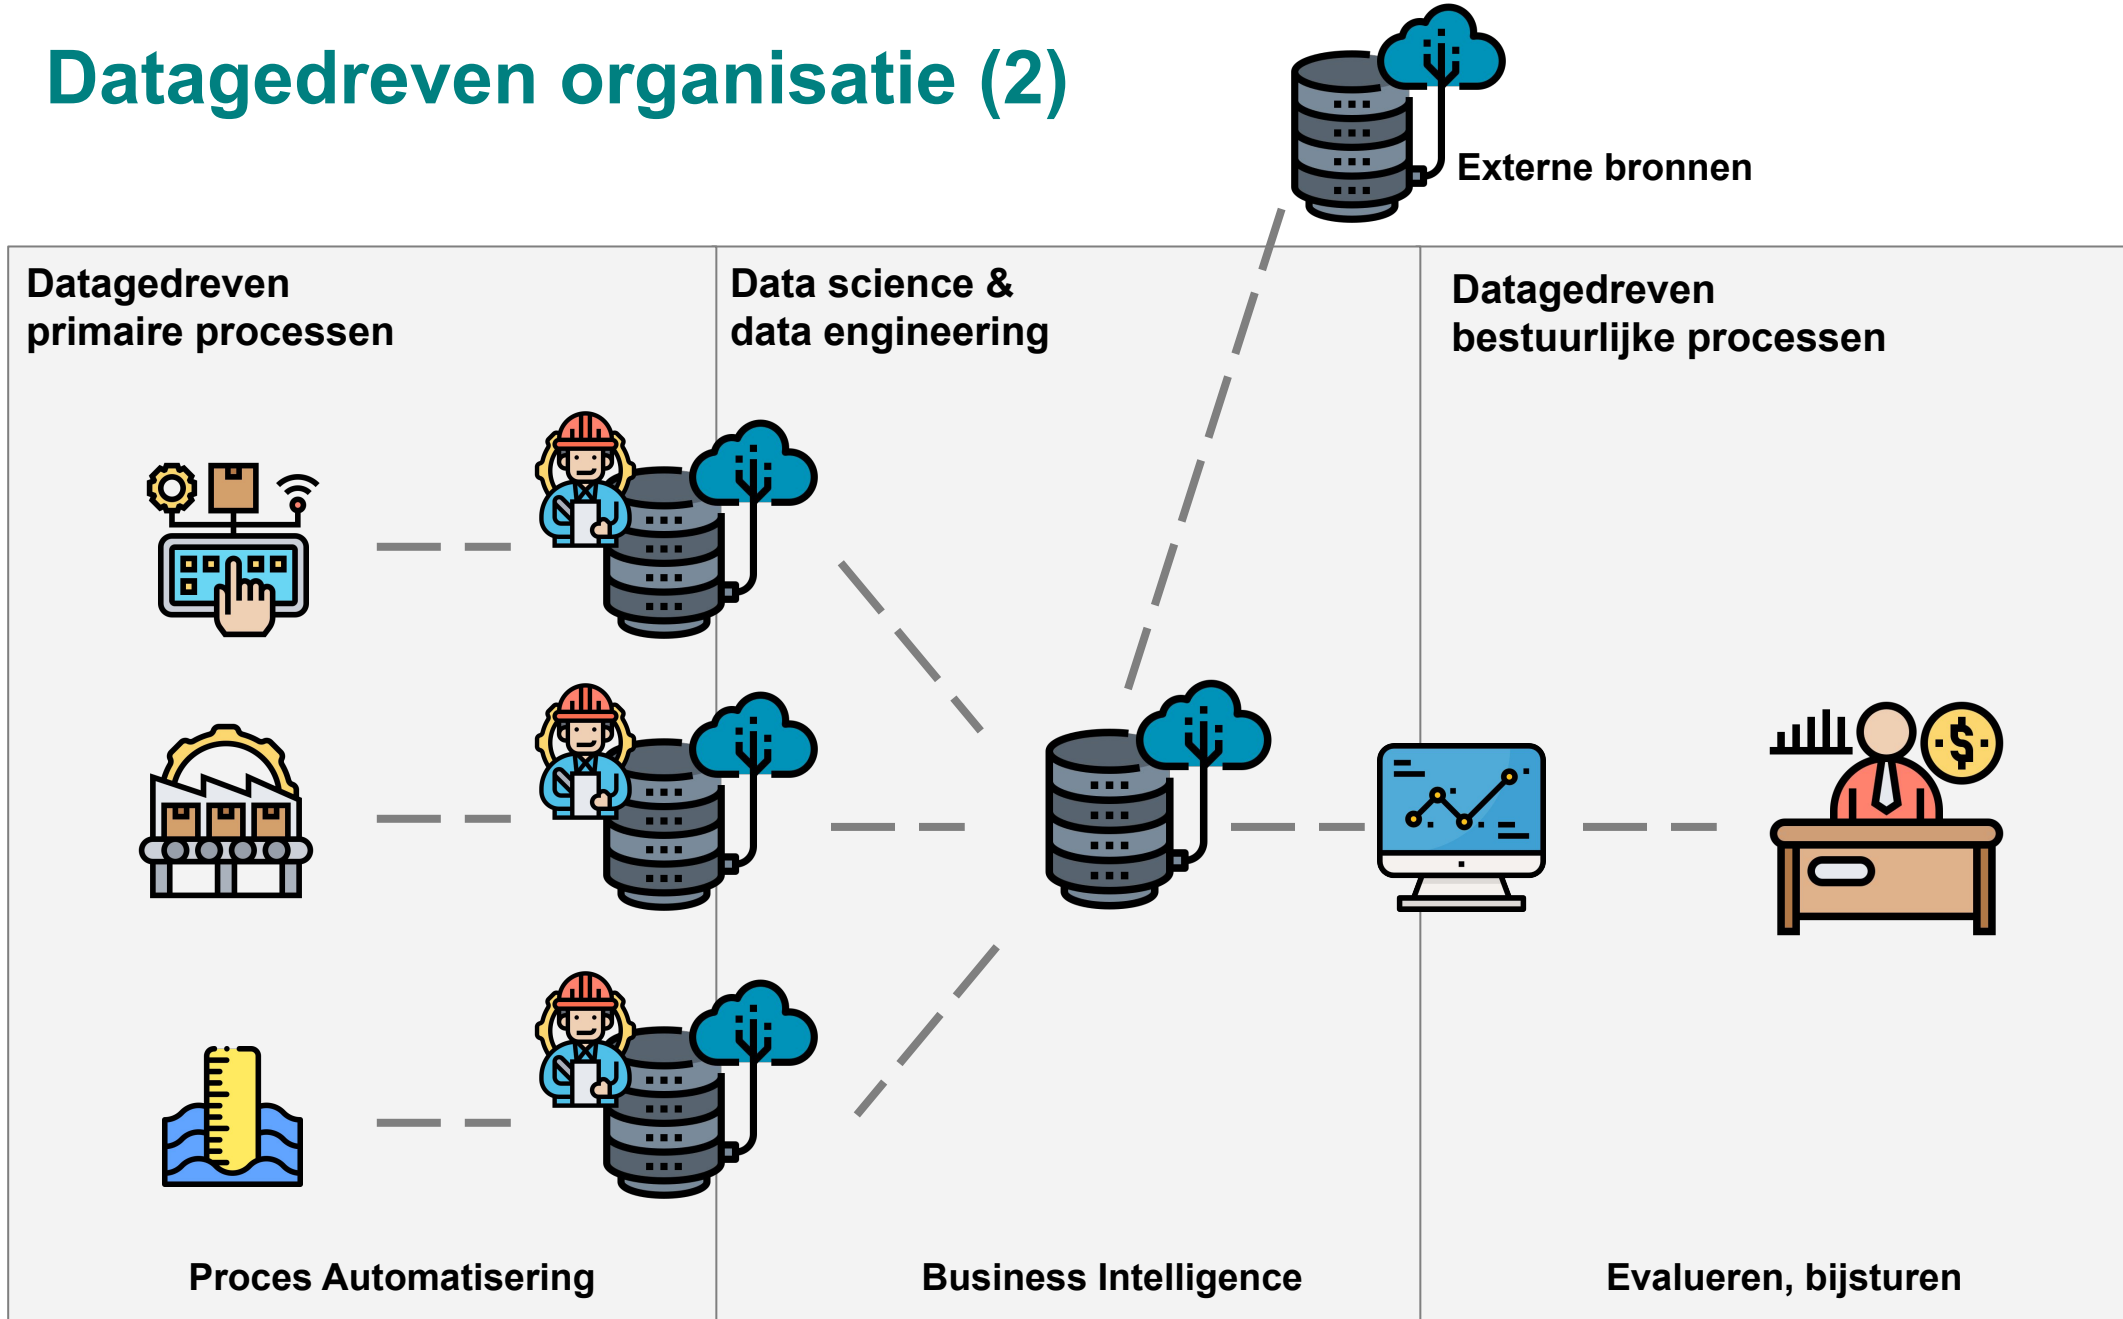 Datagedreven organisatie (2)
Externe bronnen
Datagedreven
primaire processen
Data science &
data engineering
Datagedreven
bestuurlijke processen
Proces Automatisering
Business Intelligence
Evalueren, bijsturen